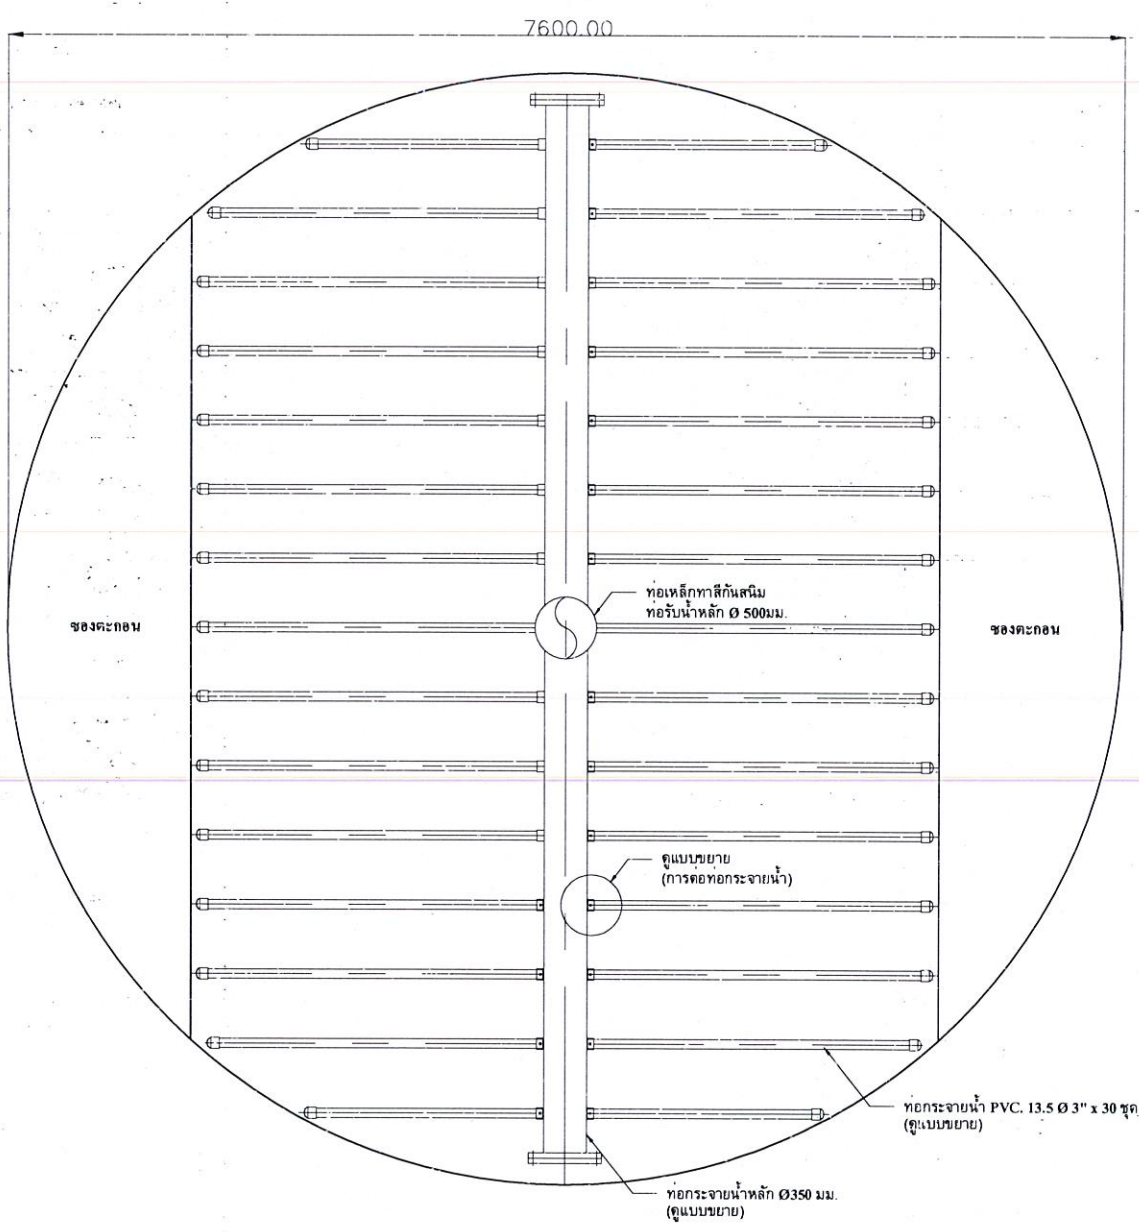 7600.00
ท่อเหล็กทาสีกันสนิม
ท่อรับน้ำหลัก Ø 500มม.
ช่องตะกอน
ช่องตะกอน
ดูแบบขยาย
(การต่อท่อกระจายน้ำ)
ท่อกระจายน้ำ PVC. 13.5 Ø 3" x 30 ชุด
(ดูแบบขยาย)
ท่อกระจายน้ำหลัก Ø350 มม.
(ดูแบบขยาย)